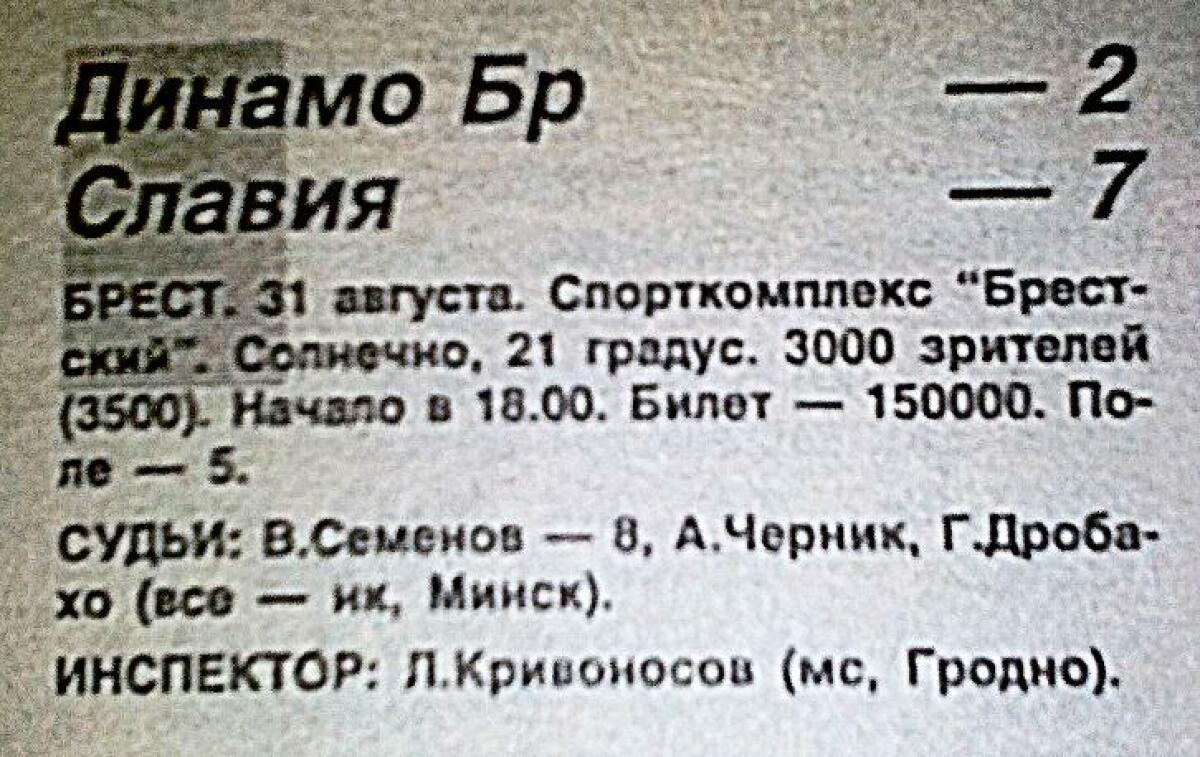 Динамо Бр — 2
Славия — 7
БРЕСТ. 31 августа. Спорткомплекс "Брест-
ский". Солнечно, 21 градус. 3000 зрителей
(3500). Начало в 18.00. Билет — 150000. По-
ле — 5.
СУДЬИ: В.Семенов — 8, А.Черник, Г.Дроба-
хо (все — ик, Минск).
ИНСПЕКТОР: Л.Кривоносов (мс, Гродно).